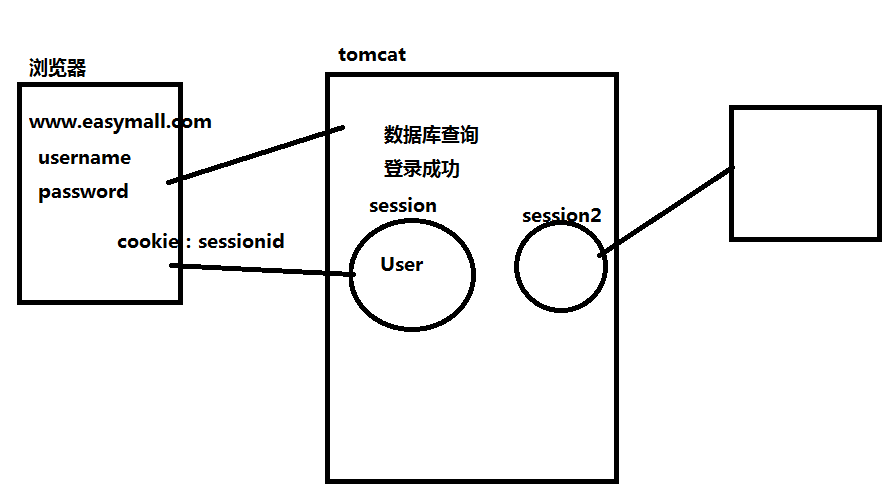 浏览器
www.easymall.com
username
password
cookie : sessionid
tomcat
数据库查询
登录成功
session
User
session2